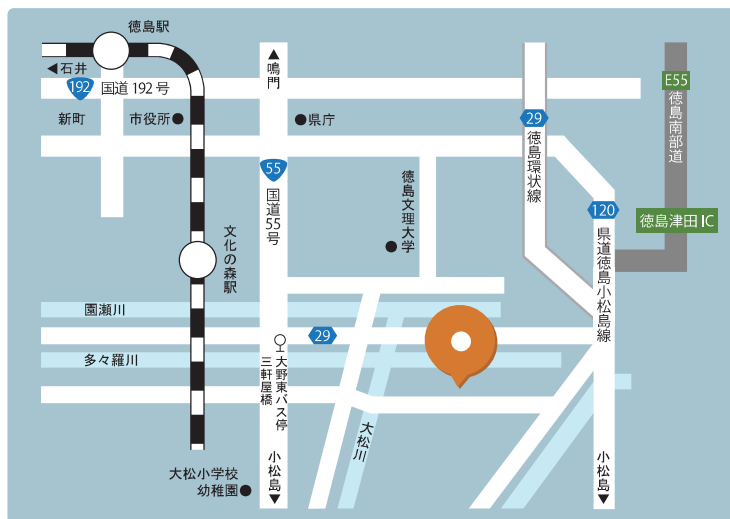 徳島駅
◀石井
192 国道192号
▲鳴門
E55
徳島南部道
新町
市役所
県庁
29
徳島環状線
55
国道55号
徳島文理大学
120
県道徳島小松島線
徳島津田IC
文化の森駅
園瀬川
29
多々羅川
大野東バス停
三軒屋橋
大松川
大松小学校
幼稚園
小松島▼
小松島▼